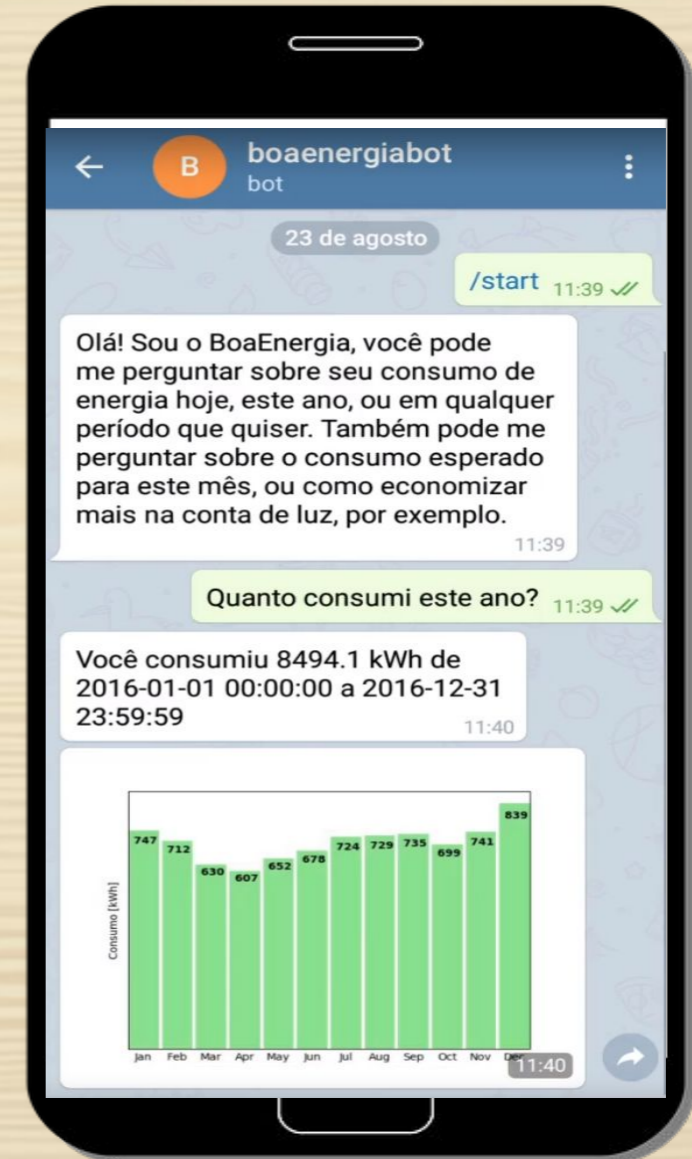 boaenergiabot
B
bot
23 de agosto
/start 11:39
Olá! Sou o BoaEnergia, você pode
me perguntar sobre seu consumo de
energia hoje, este ano, ou em qualquer
período que quiser. Também pode me
perguntar sobre o consumo esperado
para este mês, ou como economizar
mais na conta de luz, por exemplo.
11:39
Quanto consumi este ano? 11:39
Você consumiu 8494.1 kWh de
2016-01-01 00:00:00 a 2016-12-31
23:59:59
11:40
747 712 630 607 652 678 724 729 735 699 741 839
Consumo [kWh]
Jan Feb Mar Apr May Jun Jul Aug Sep Oct Nov Dec
11:40